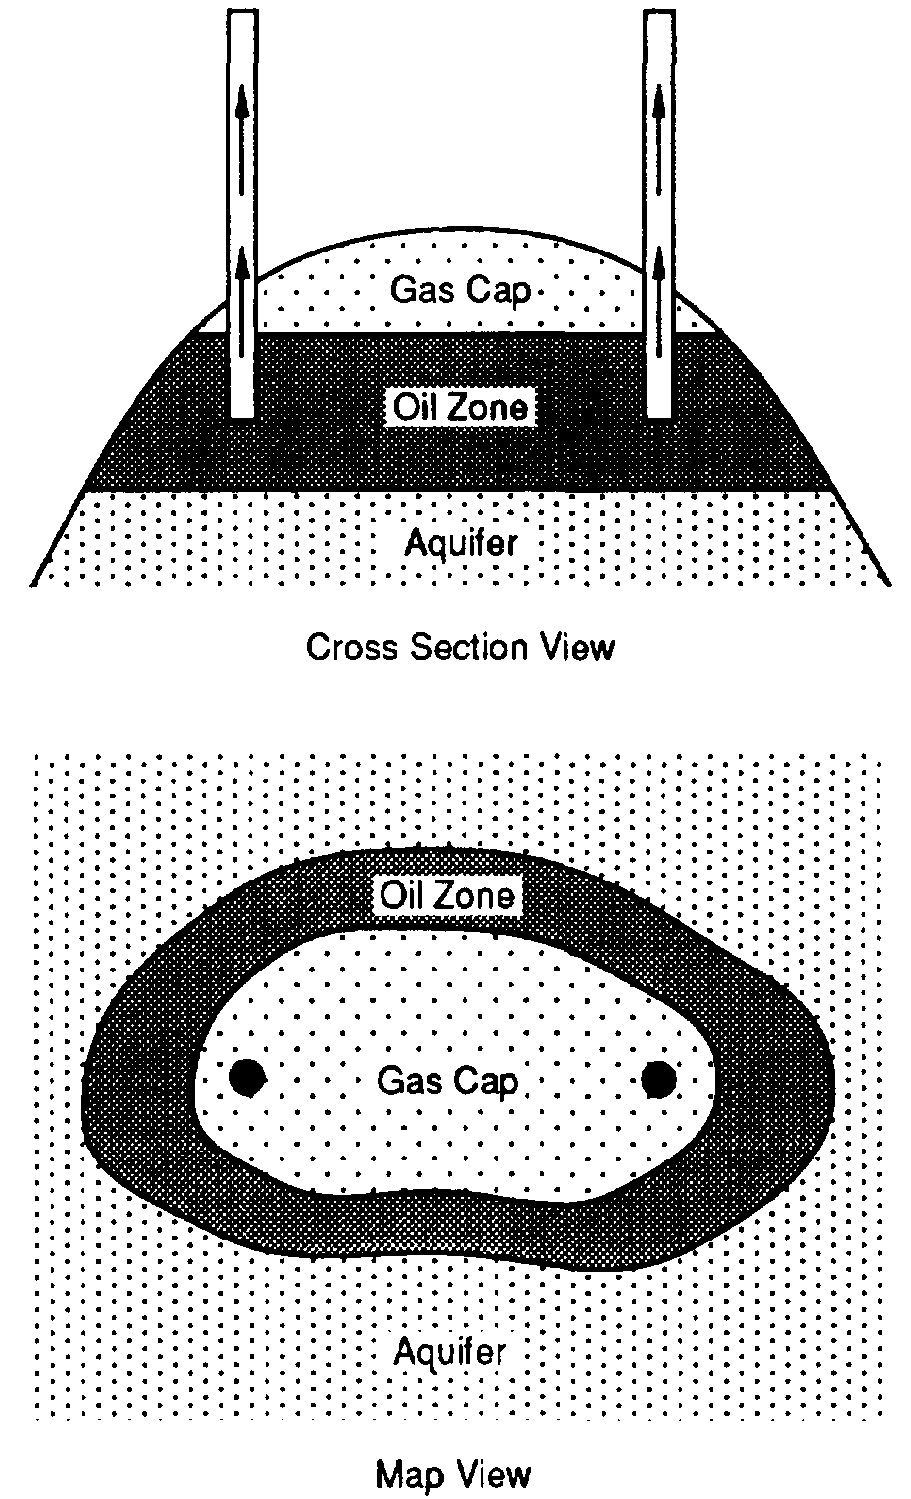 Gas Cap
Oil Zone
Aquifer
Cross Section View
Oil Zone
Gas Cap
Aquifer
Map View